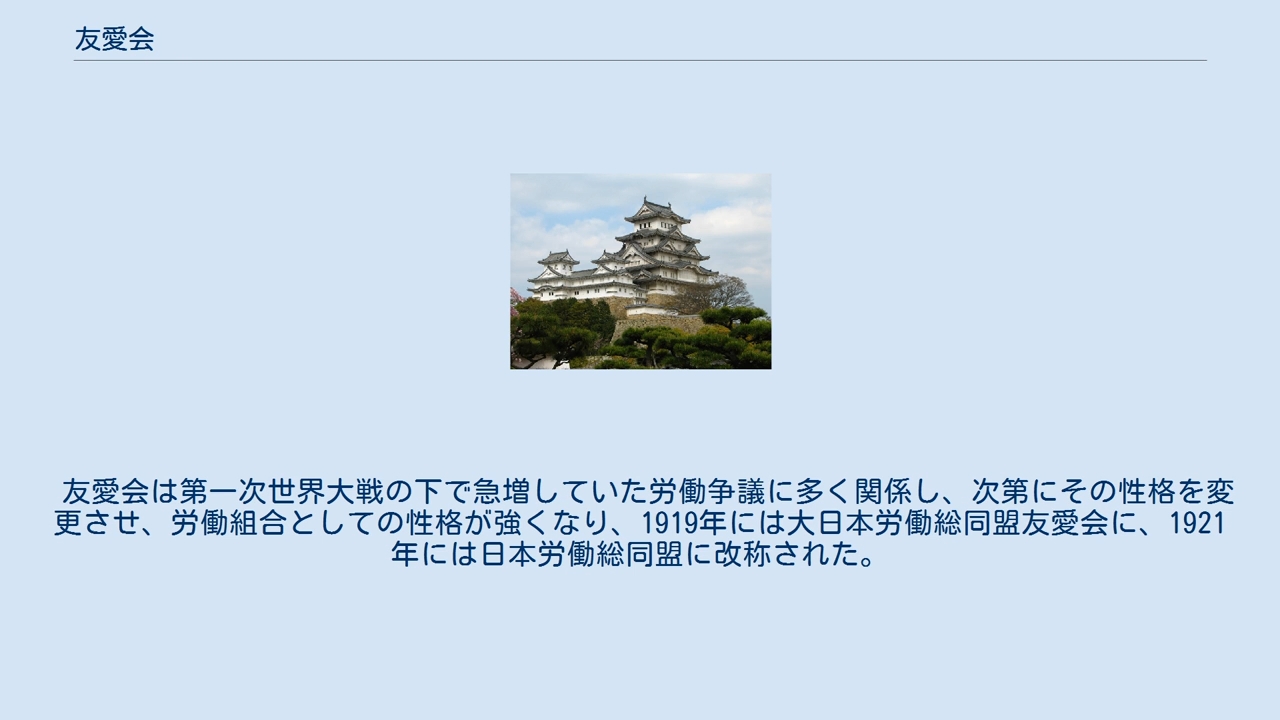 友愛会
友愛会は第一次世界大戦の下で急増していた労働争議に多く関係し、次第にその性格を変
更させ、労働組合としての性格が強くなり、1919年には大日本労働総同盟友愛会に、1921
年には日本労働総同盟に改称された。